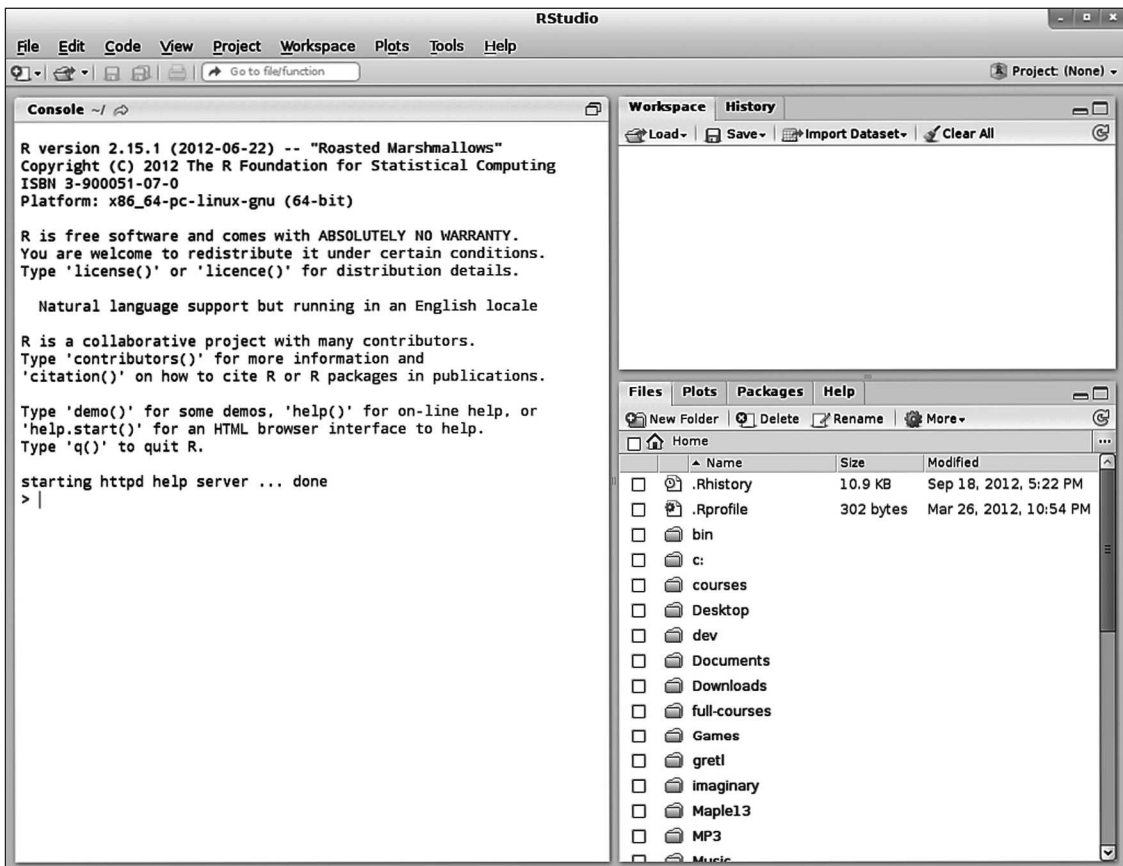 RStudio
File Edit Code View Project Workspace Plots Tools Help
Go to file/function
Project: (None)
Console ~/
R version 2.15.1 (2012-06-22) -- "Roasted Marshmallows"
Copyright (C) 2012 The R Foundation for Statistical Computing
ISBN 3-900051-07-0
Platform: x86_64-pc-linux-gnu (64-bit)
R is free software and comes with ABSOLUTELY NO WARRANTY.
You are welcome to redistribute it under certain conditions.
Type 'license()' or 'licence()' for distribution details.
Natural language support but running in an English locale
R is a collaborative project with many contributors.
Type 'contributors()' for more information and
'citation()' on how to cite R or R packages in publications.
Type 'demo()' for some demos, 'help()' for on-line help, or
'help.start()' for an HTML browser interface to help.
Type 'q()' to quit R.
starting httpd help server ... done
>
Workspace History
Load Save Import Dataset Clear All
Files Plots Packages Help
New Folder Delete Rename More
Home ...
Name Size Modified
.Rhistory 10.9 KB Sep 18, 2012, 5:22 PM
.Rprofile 302 bytes Mar 26, 2012, 10:54 PM
bin
c:
courses
Desktop
dev
Documents
Downloads
full-courses
Games
gretl
imaginary
Maple13
MP3
Music